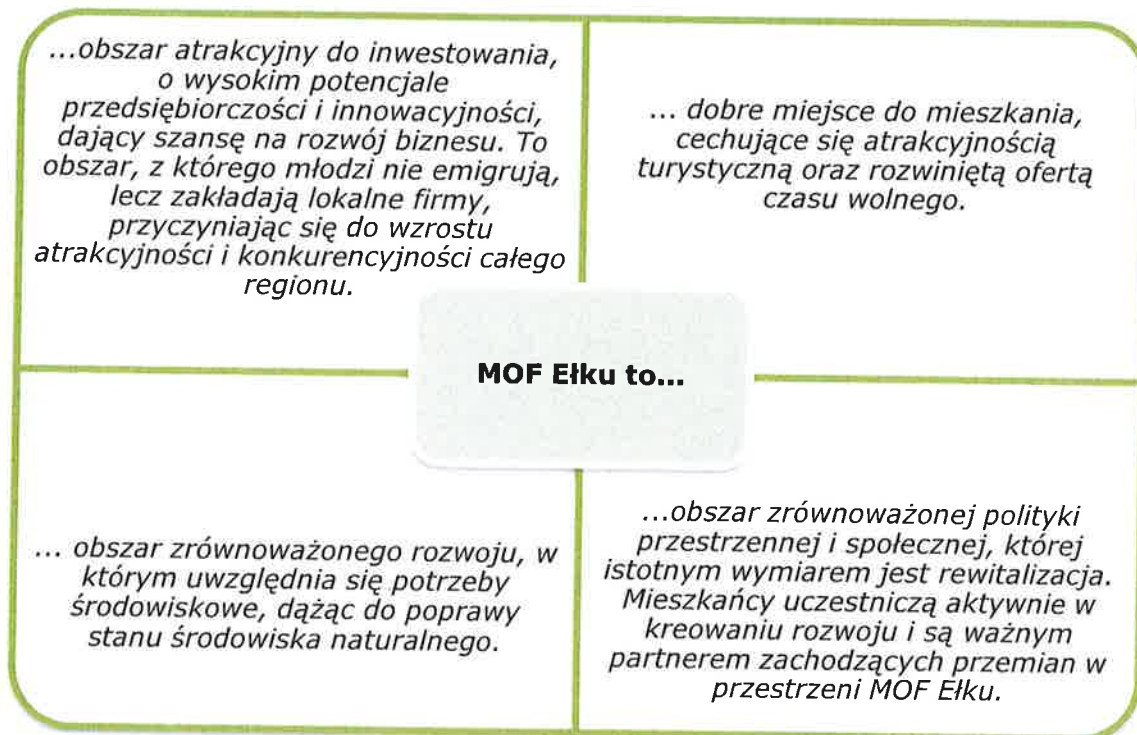 ...obszar atrakcyjny do inwestowania,
o wysokim potencjale
przedsiębiorczości i innowacyjności,
dający szansę na rozwój biznesu. To
obszar, z którego młodzi nie emigrują,
lecz zakładają lokalne firmy,
przyczyniając się do wzrostu
atrakcyjności i konkurencyjności całego
regionu.
... dobre miejsce do mieszkania,
cechujące się atrakcyjnością
turystyczną oraz rozwiniętą ofertą
czasu wolnego.
MOF Ełku to...
... obszar zrównoważonego rozwoju, w
którym uwzględnia się potrzeby
środowiskowe, dążąc do poprawy
stanu środowiska naturalnego.
...obszar zrównoważonej polityki
przestrzennej i społecznej, której
istotnym wymiarem jest rewitalizacja.
Mieszkańcy uczestniczą aktywnie w
kreowaniu rozwoju i są ważnym
partnerem zachodzących przemian w
przestrzeni MOF Ełku.